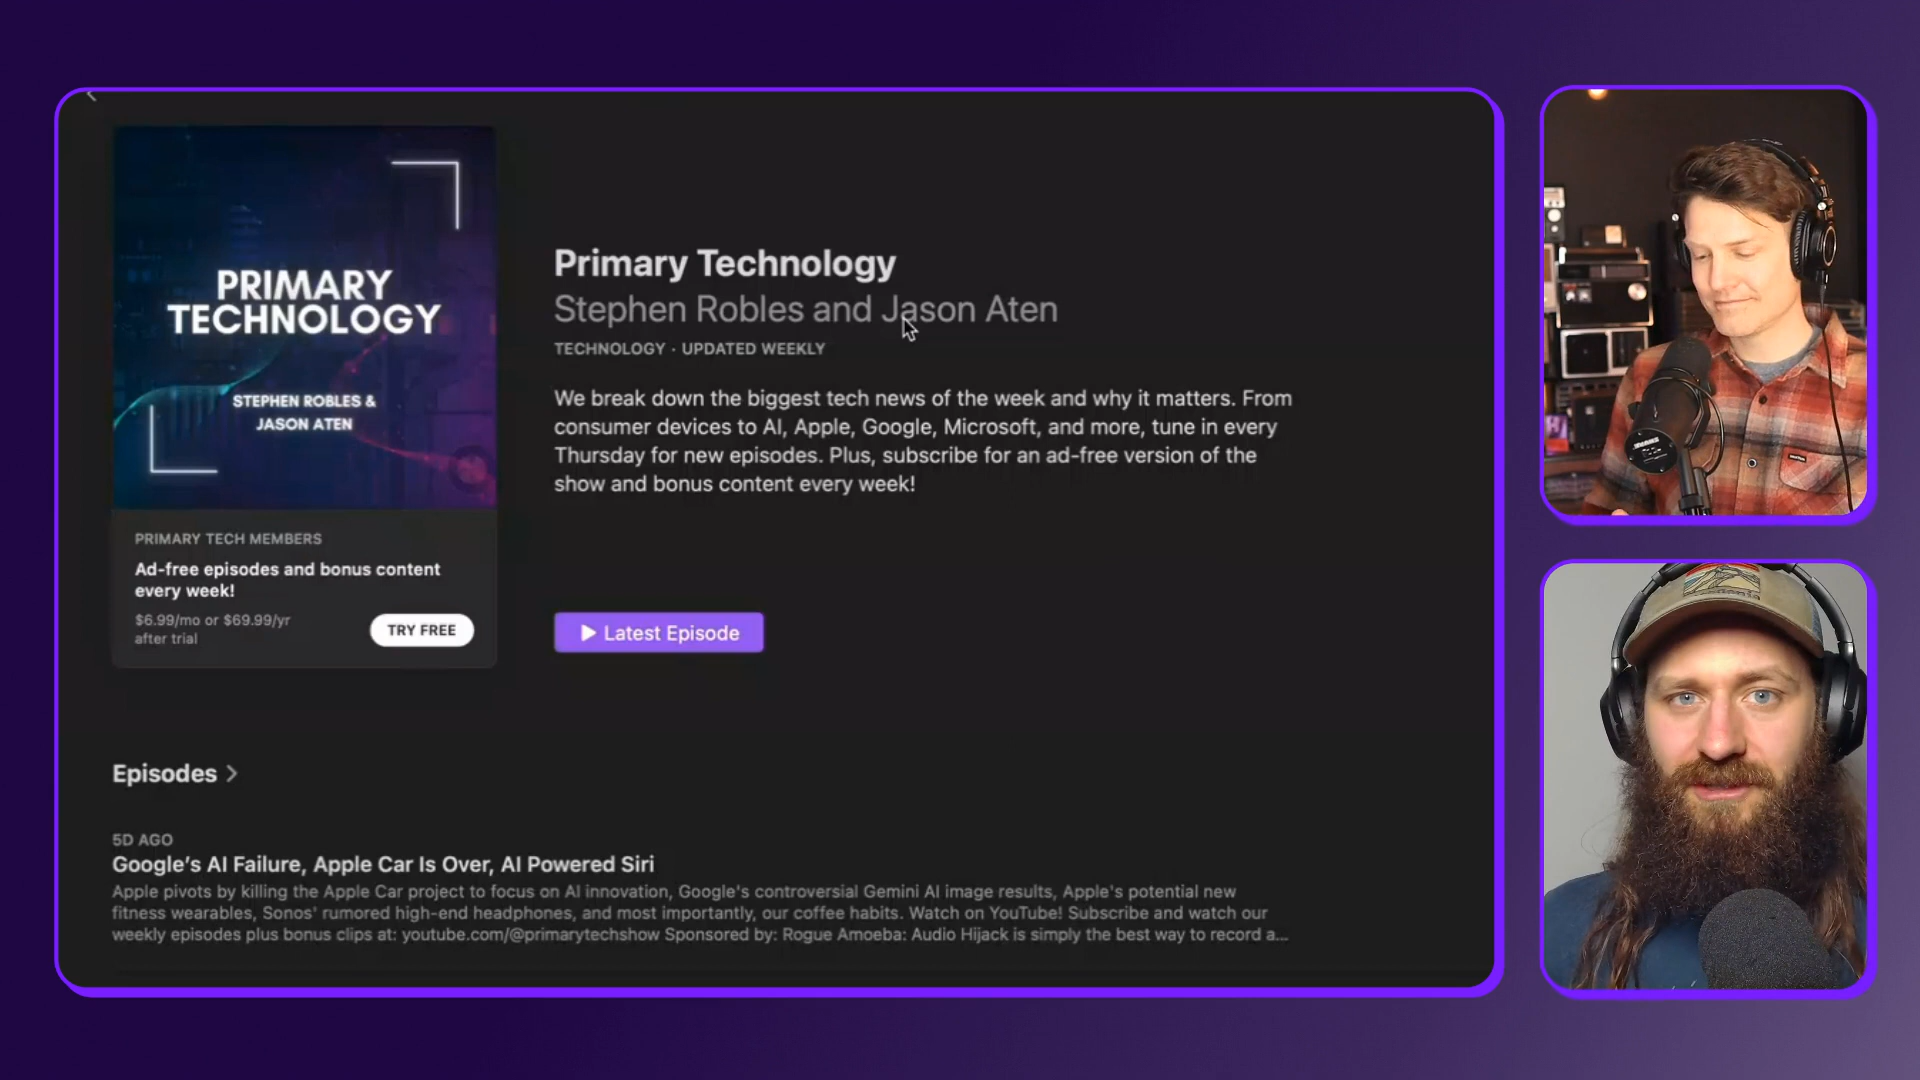 PRIMARY
TECHNOLOGY
STEPHEN ROBLES &
JASON ATEN
PRIMARY TECH MEMBERS
Ad-free episodes and bonus content
every week!
$6.99/mo or $69.99/yr
after trial
TRY FREE
Primary Technology
Stephen Robles and Jason Aten
TECHNOLOGY · UPDATED WEEKLY
We break down the biggest tech news of the week and why it matters. From
consumer devices to AI, Apple, Google, Microsoft, and more, tune in every
Thursday for new episodes. Plus, subscribe for an ad-free version of the
show and bonus content every week!
Latest Episode
Episodes
5D AGO
Google's AI Failure, Apple Car Is Over, AI Powered Siri
Apple pivots by killing the Apple Car project to focus on AI innovation, Google's controversial Gemini AI image results, Apple's potential new
fitness wearables, Sonos' rumored high-end headphones, and most importantly, our coffee habits. Watch on YouTube! Subscribe and watch our
weekly episodes plus bonus clips at: youtube.com/@primarytechshow Sponsored by: Rogue Amoeba: Audio Hijack is simply the best way to record a...